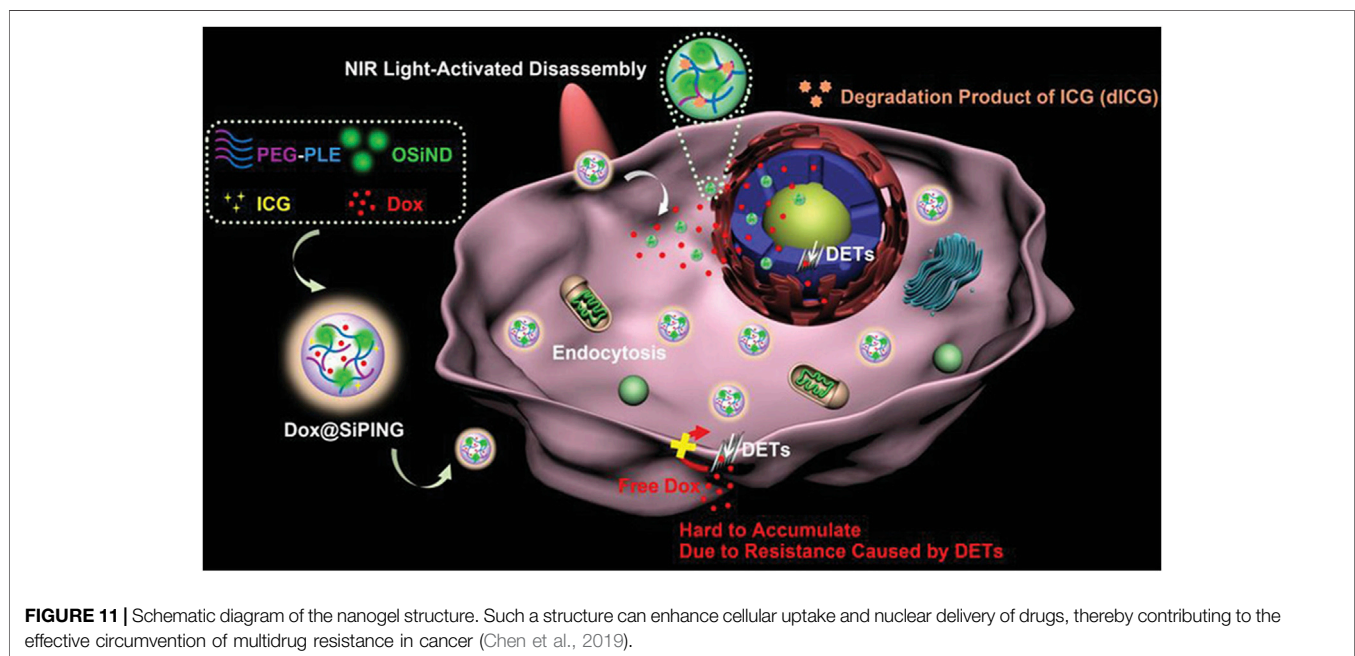 NIR Light-Activated Disassembly
Degradation Product of ICG (dICG)
PEG-PLE OSiND
ICG Dox
DETs
Endocytosis
Dox@SiPING
DETs
Free Dox
Hard to Accumulate
Due to Resistance Caused by DETs
FIGURE 11 | Schematic diagram of the nanogel structure. Such a structure can enhance cellular uptake and nuclear delivery of drugs, thereby contributing to the
effective circumvention of multidrug resistance in cancer (Chen et al., 2019).